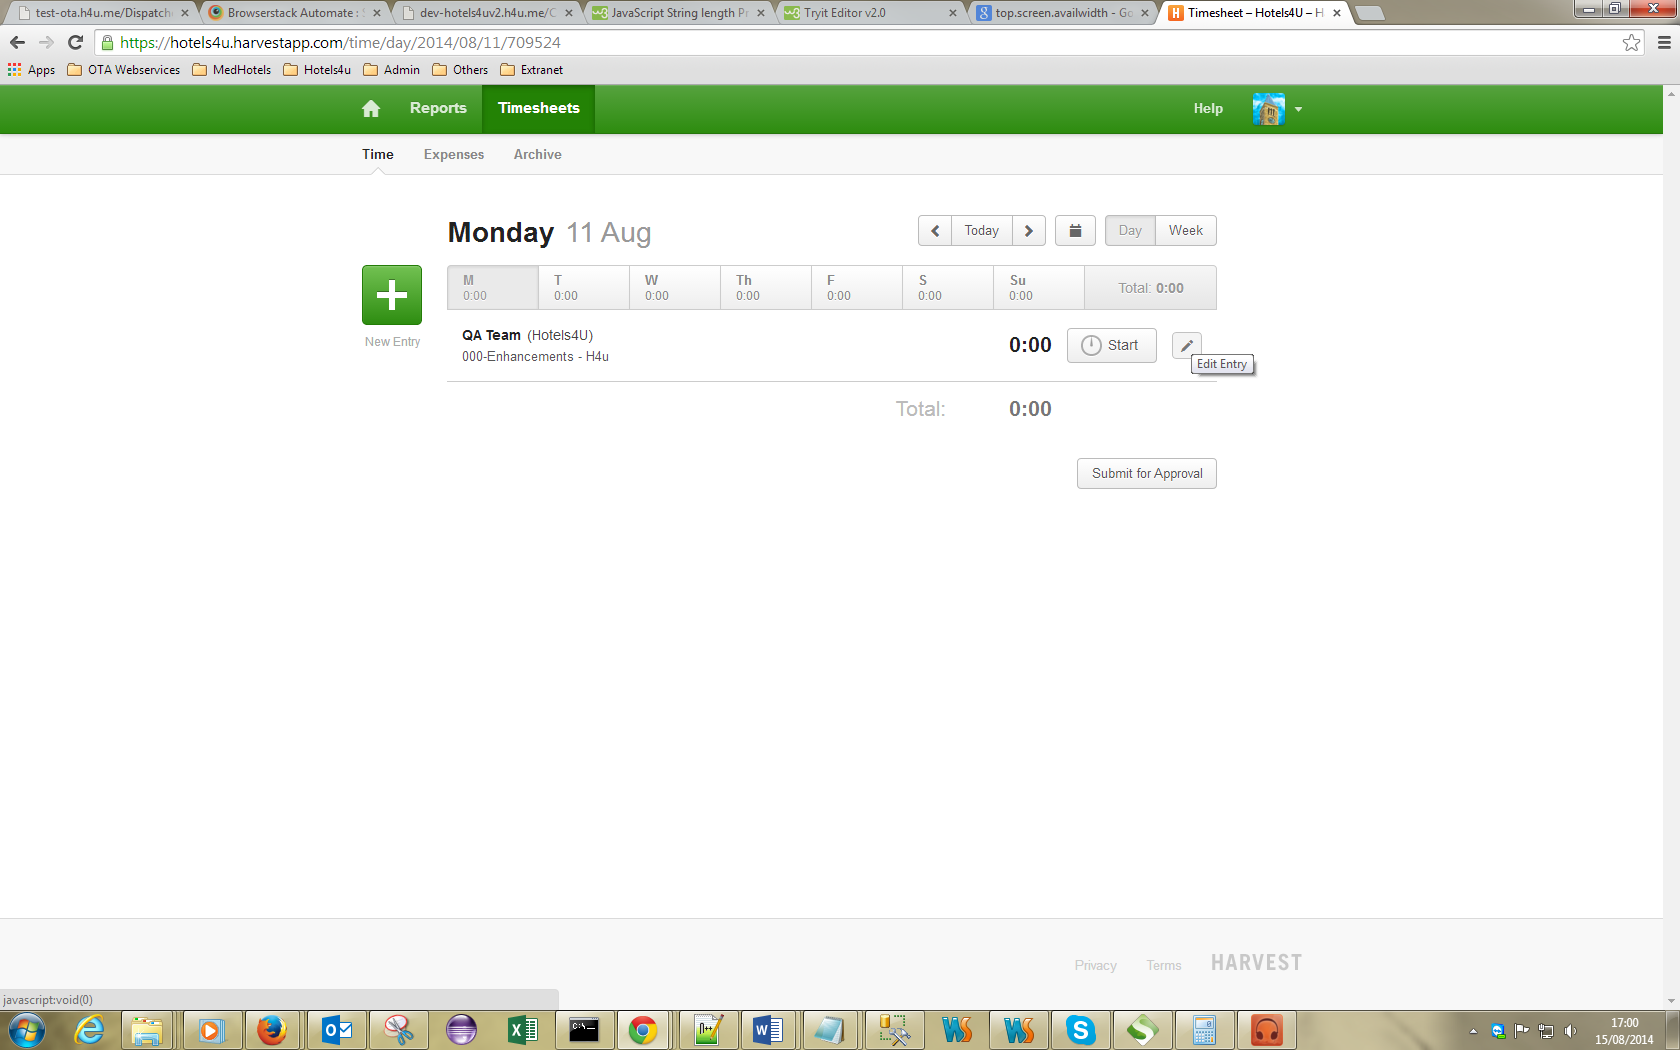 test-ota.h4u.me/Dispatch
Browserstack Automate :
dev-hotels4uv2.h4u.me/C
JavaScript String length Pr
Tryit Editor v2.0
top.screen.availwidth - Go
Timesheet – Hotels4U – H
https://hotels4u.harvestapp.com/time/day/2014/08/11/709524
Apps OTA Webservices MedHotels Hotels4u Admin Others Extranet
Reports Timesheets Help
Time Expenses Archive
Monday 11 Aug Today Day Week
M T W Th F S Su
0:00 0:00 0:00 0:00 0:00 0:00 0:00 Total: 0:00
New Entry
QA Team (Hotels4U)
000-Enhancements - H4u
0:00 Start
Edit Entry
Total: 0:00
Submit for Approval
Privacy Terms HARVEST
javascript:void(0)
17:00
15/08/2014